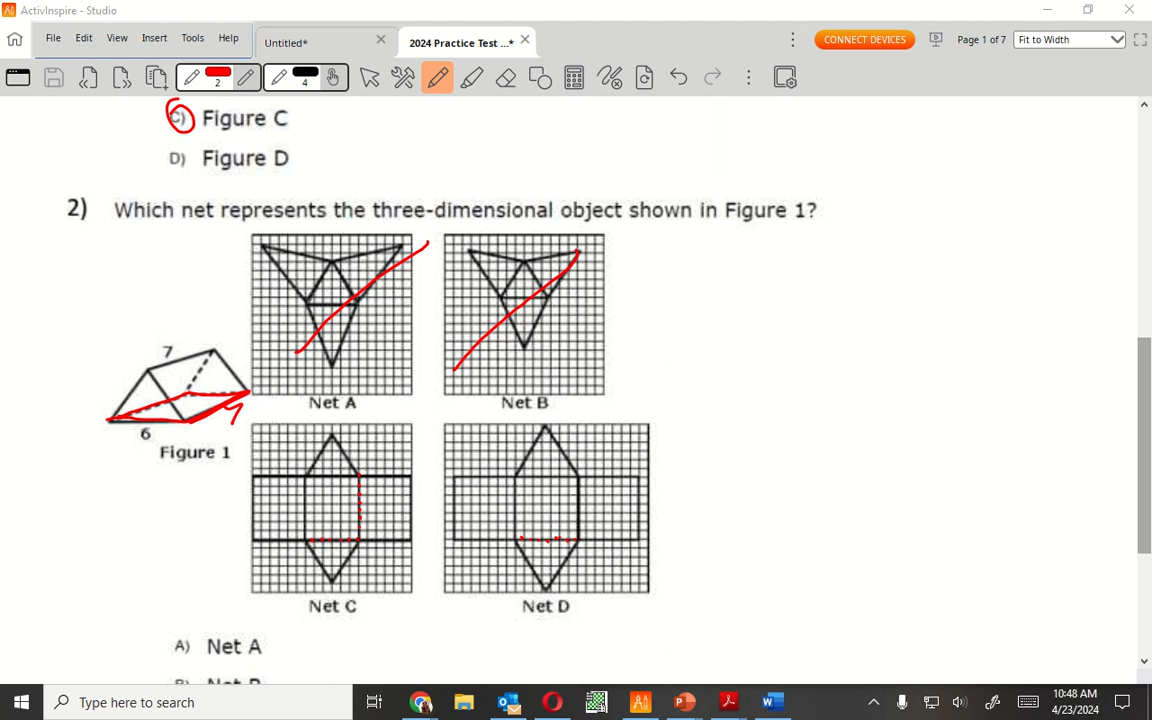 ActivInspire - Studio
File Edit View Insert Tools Help
Untitled*
2024 Practice Test ...*
CONNECT DEVICES
Page 1 of 7
Fit to Width
2
4
C) Figure C
D) Figure D
2) Which net represents the three-dimensional object shown in Figure 1?
7
6
Figure 1
Net A
Net B
Net C
Net D
A) Net A
Type here to search
10:48 AM
4/23/2024